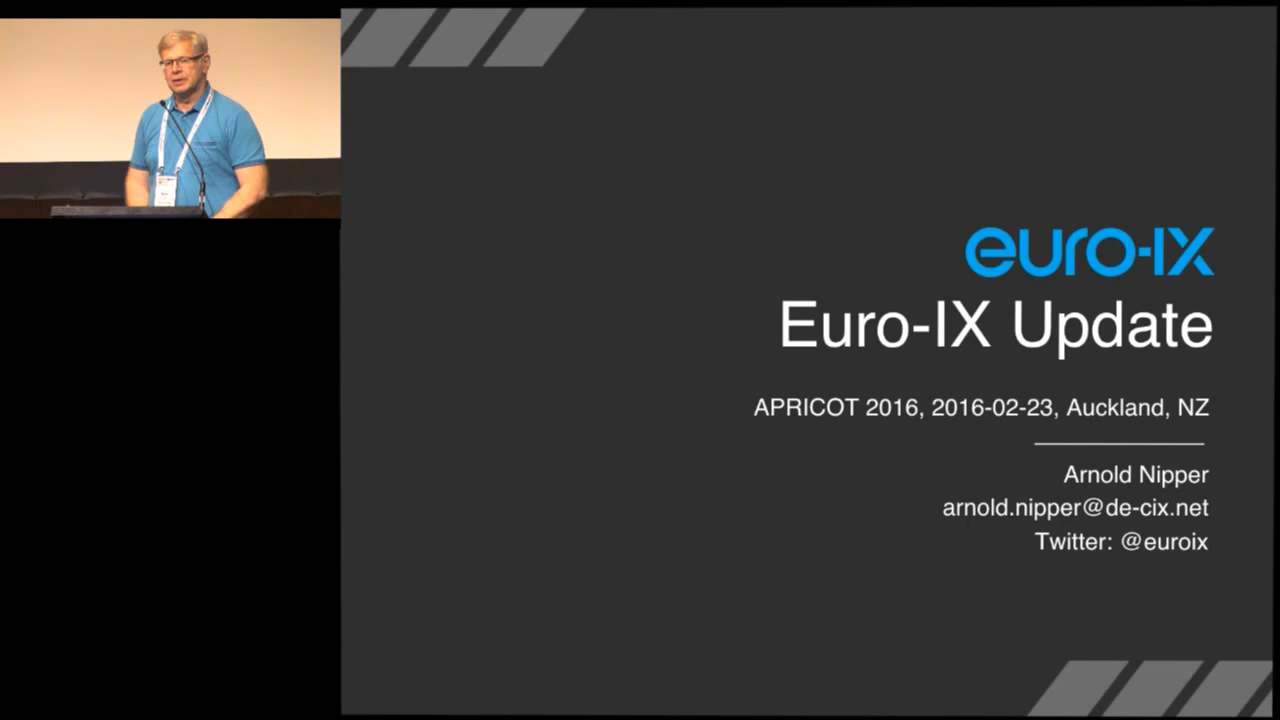 euro-IX
Euro-IX Update
APRICOT 2016, 2016-02-23, Auckland, NZ
Arnold Nipper
arnold.nipper@de-cix.net
Twitter: @euroix